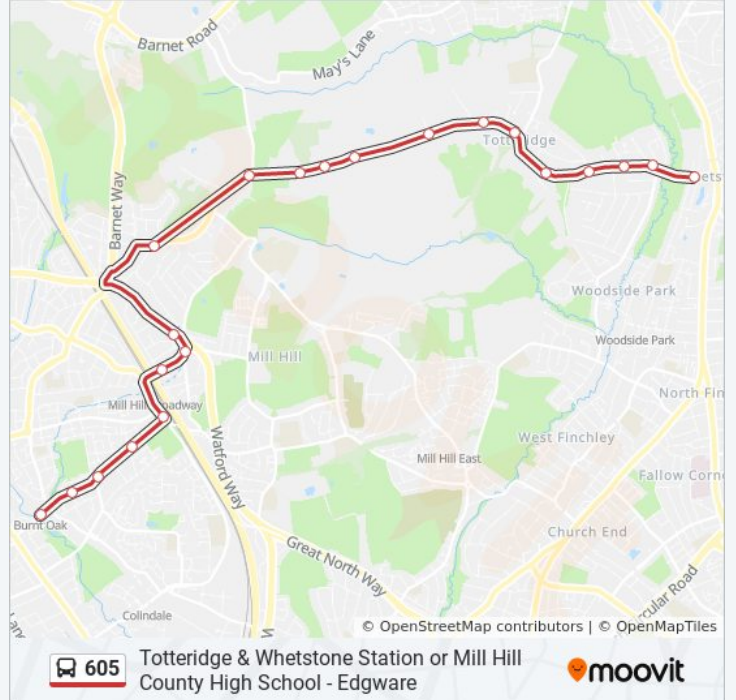 Barnet Road
May's Lane
Totteridge
Barnet Way
Woodside Park
Woodside Park
Mill Hill
North Fin
Mill Hill Broadway
Watford Way
West Finchley
Mill Hill East
Fallow Corn
Burnt Oak
Church End
Great North Way
Colindale
cular Road
© OpenStreetMap contributors | © OpenMapTiles
605
Totteridge & Whetstone Station or Mill Hill
County High School - Edgware
moovit